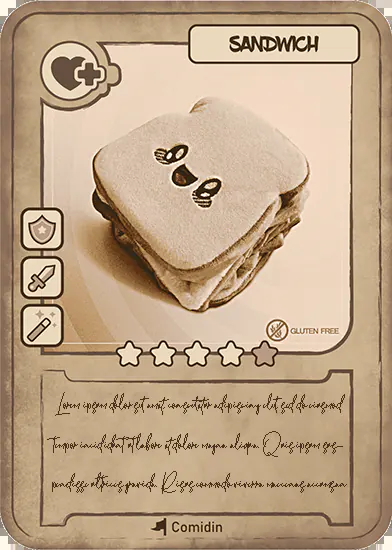 SANDWICH
GLUTEN FREE
Lorem ipsum dolor sit amit, consectetur adipiscing elit, sed do eiusmod
tempor incididunt ut labore et dolore magna aliqua. Quis ipsum sus-
pendisse ultrices gravida. Risus commodo viverra maecenas accumsan
Comidin